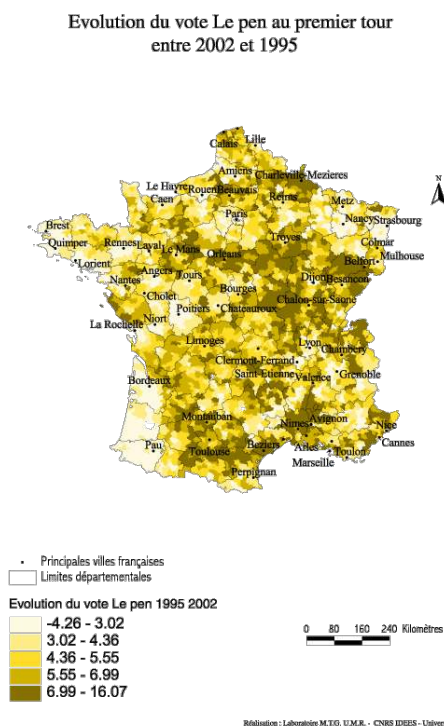 Evolution du vote Le pen au premier tour
entre 2002 et 1995
N
Calais Lille
Amiens Charleville-Mezieres
Le Havre Rouen Beauvais
Caen Reims Metz
Paris Nancy Strasbourg
Brest
Quimper Rennes Laval Troyes Colmar
Le Mans Orleans Mulhouse
Lorient Belfort
Angers Tours Dijon Besancon
Nantes Bourges
Cholet Chalon-sur-Saone
Poitiers Chateauroux
Niort
La Rochelle
Limoges Lyon Chambery
Clermont-Ferrand
Saint-Etienne Valence Grenoble
Bordeaux
Montauban Avignon
Nimes Nice
Pau Toulouse Beziers Arles Cannes
Marseille Toulon
Perpignan
Principales villes françaises
Limites départementales
Evolution du vote Le pen 1995 2002
-4.26 - 3.02
3.02 - 4.36
4.36 - 5.55
5.55 - 6.99
6.99 - 16.07
0 80 160 240 Kilomètres
Réalisation : Laboratoire M.T.G. U.M.R. - CNRS IDEES - Univer